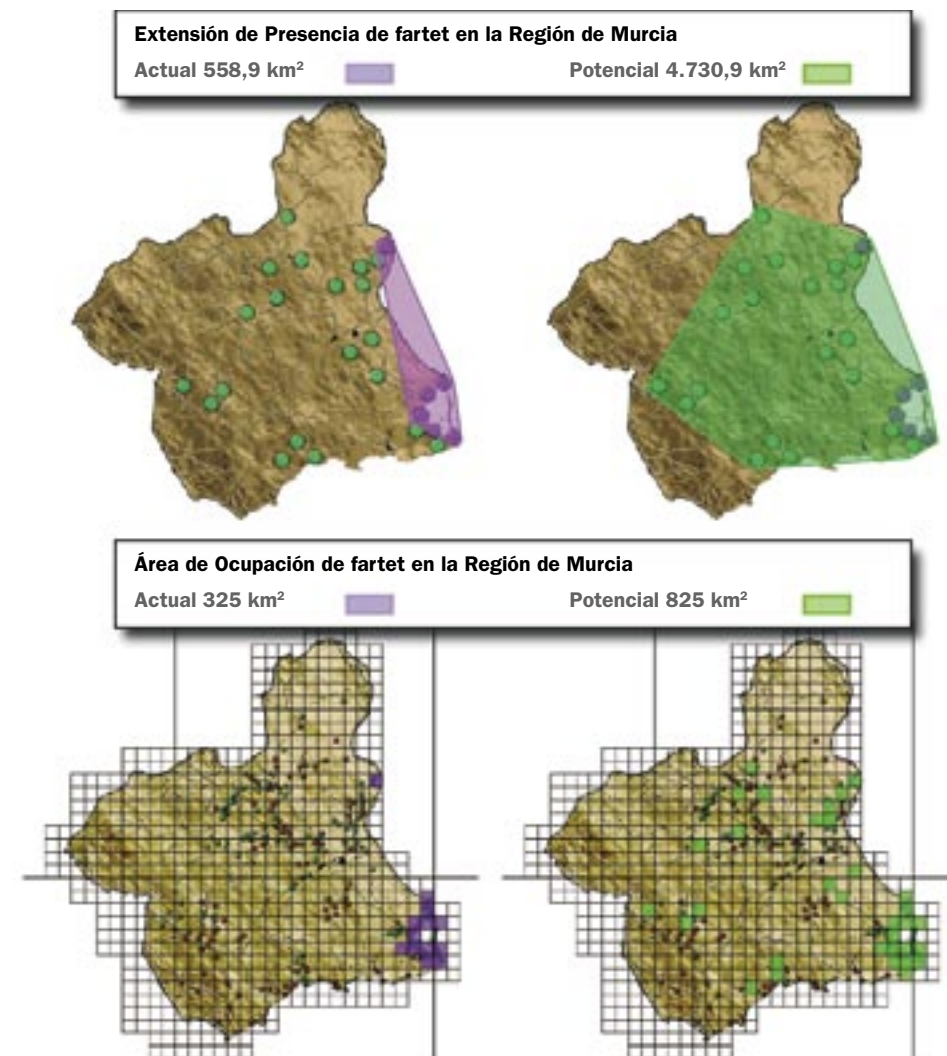 Extensión de Presencia de fartet en la Región de Murcia
Actual 558,9 km²
Potencial 4.730,9 km²
Área de Ocupación de fartet en la Región de Murcia
Actual 325 km²
Potencial 825 km²